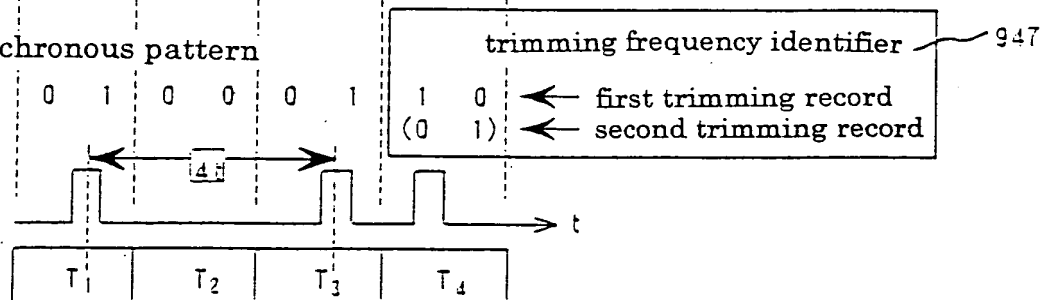 trimming frequency identifier 947
chronous pattern
0 1 0 0 0 1 1 0 first trimming record
(0 1) second trimming record
t
T1 T2 T3 T4